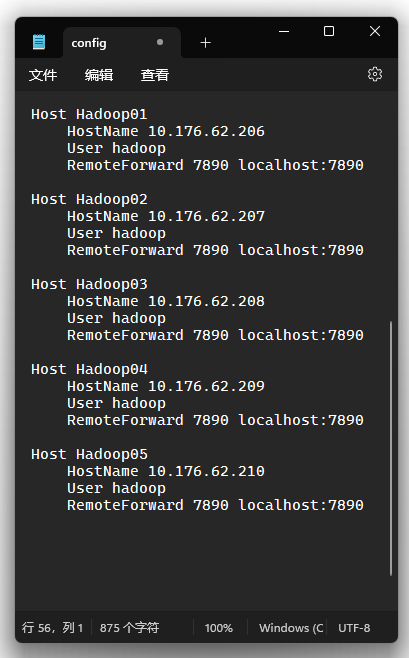 config
文件 编辑 查看
Host Hadoop01
    HostName 10.176.62.206
    User hadoop
    RemoteForward 7890 localhost:7890
Host Hadoop02
    HostName 10.176.62.207
    User hadoop
    RemoteForward 7890 localhost:7890
Host Hadoop03
    HostName 10.176.62.208
    User hadoop
    RemoteForward 7890 localhost:7890
Host Hadoop04
    HostName 10.176.62.209
    User hadoop
    RemoteForward 7890 localhost:7890
Host Hadoop05
    HostName 10.176.62.210
    User hadoop
    RemoteForward 7890 localhost:7890
行 56，列 1 875 个字符 100% Windows (C UTF-8